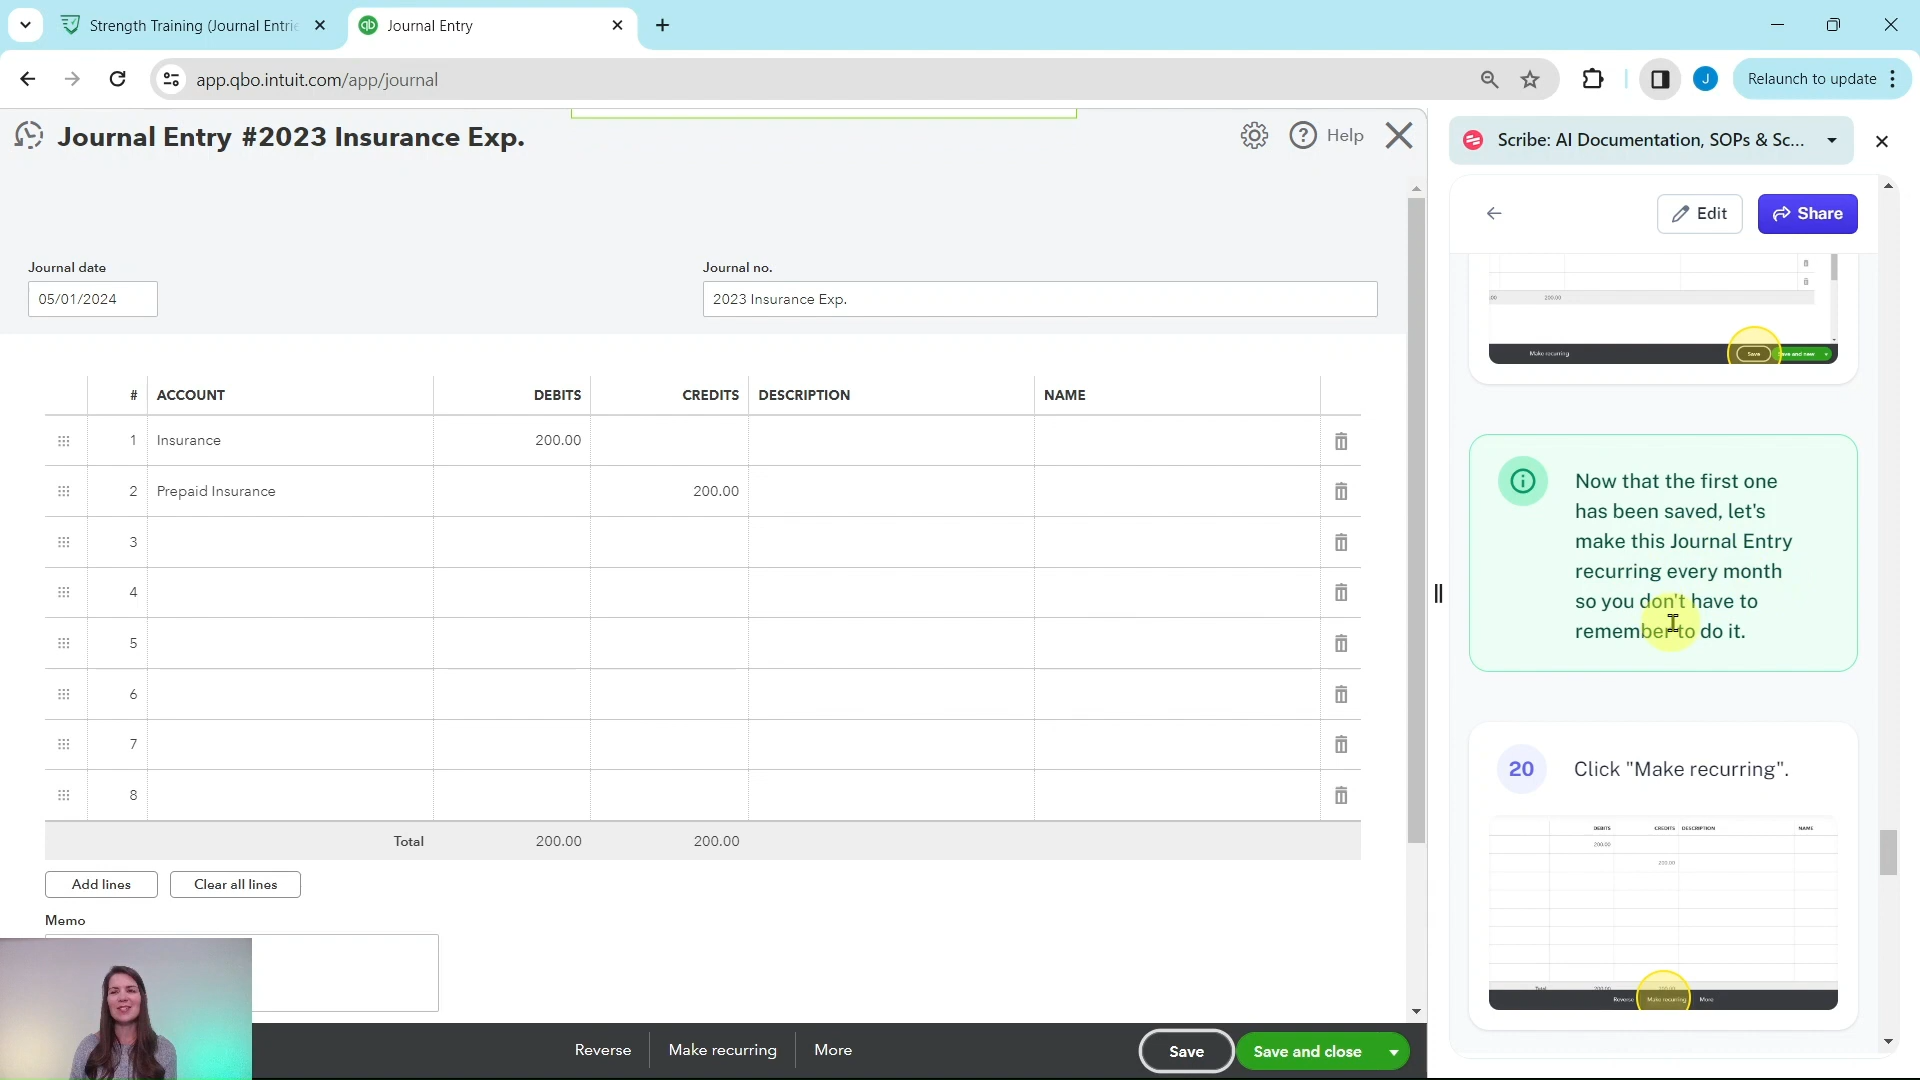 Strength Training (Journal Entrie
Journal Entry
app.qbo.intuit.com/app/journal
J
Relaunch to update
Journal Entry #2023 Insurance Exp.
Help
Journal date
05/01/2024
Journal no.
2023 Insurance Exp.
# ACCOUNT DEBITS CREDITS DESCRIPTION NAME
1 Insurance 200.00
2 Prepaid Insurance 200.00
3
4
5
6
7
8
Total 200.00 200.00
Add lines Clear all lines
Memo
Reverse Make recurring More
Save Save and close
Scribe: AI Documentation, SOPs & Sc...
Edit Share
200.00
Make recurring Save Save and new
Now that the first one
has been saved, let's
make this Journal Entry
recurring every month
so you don't have to
remember to do it.
20 Click "Make recurring".
DEBITS CREDITS DESCRIPTION NAME
200.00
200.00
Total 200.00
Reverse Make recurring More